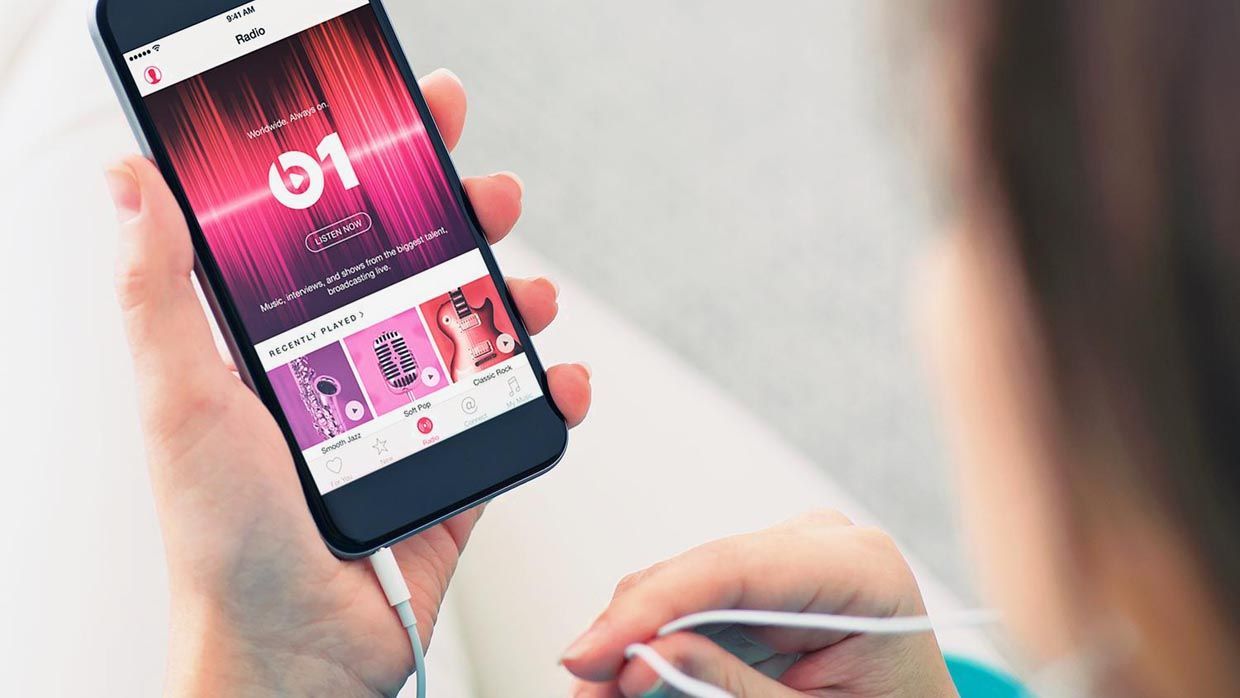 9:41 AM
Radio
Worldwide. Always on.
b1
LISTEN NOW
Music, interviews, and shows from the biggest talent,
broadcasting live.
RECENTLY PLAYED >
Smooth Jazz
Soft Pop
Classic Rock
For You
New
Radio
@
Connect
My Music